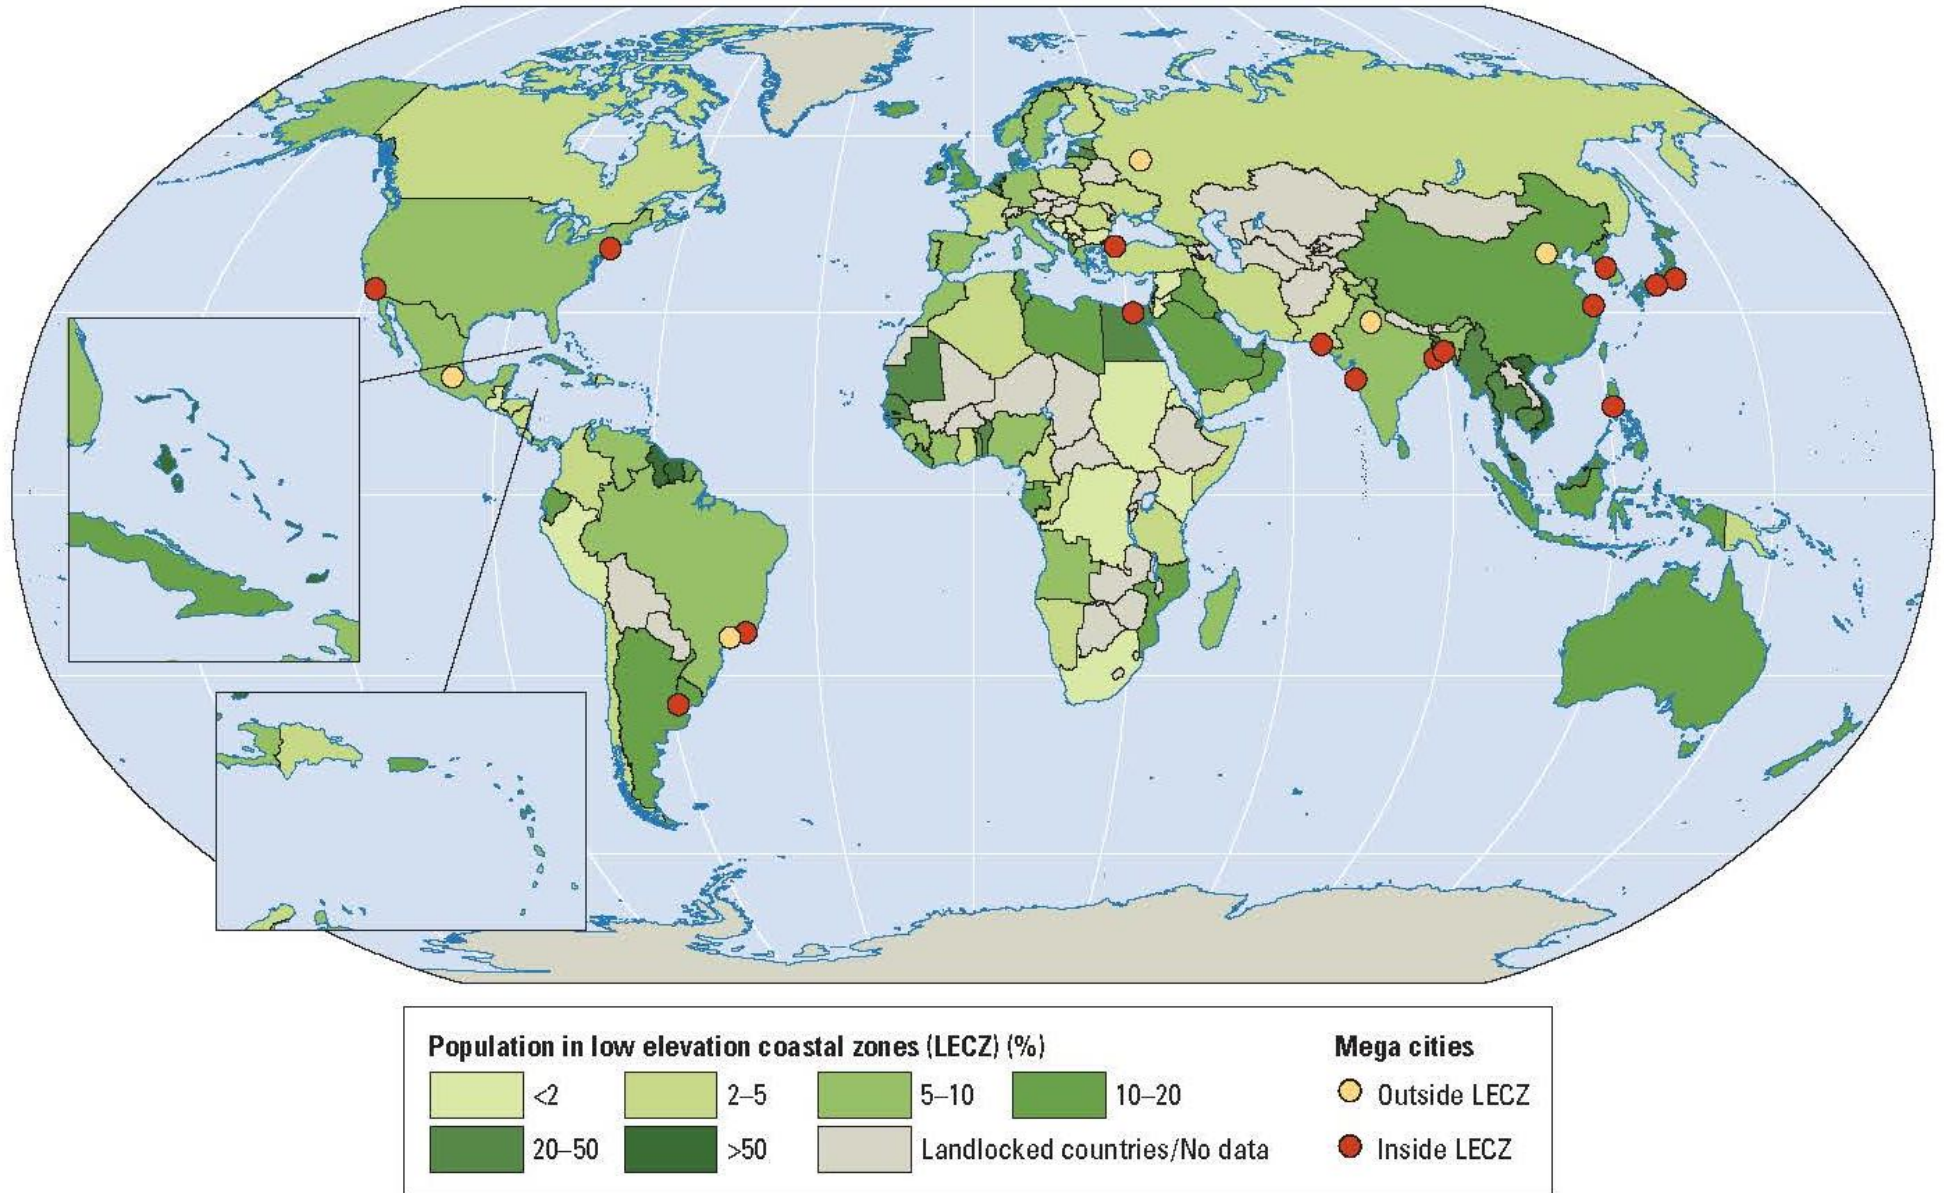 Population in low elevation coastal zones (LECZ) (%)
Mega cities
<2
2–5
5–10
10–20
Outside LECZ
20–50
>50
Landlocked countries/No data
Inside LECZ